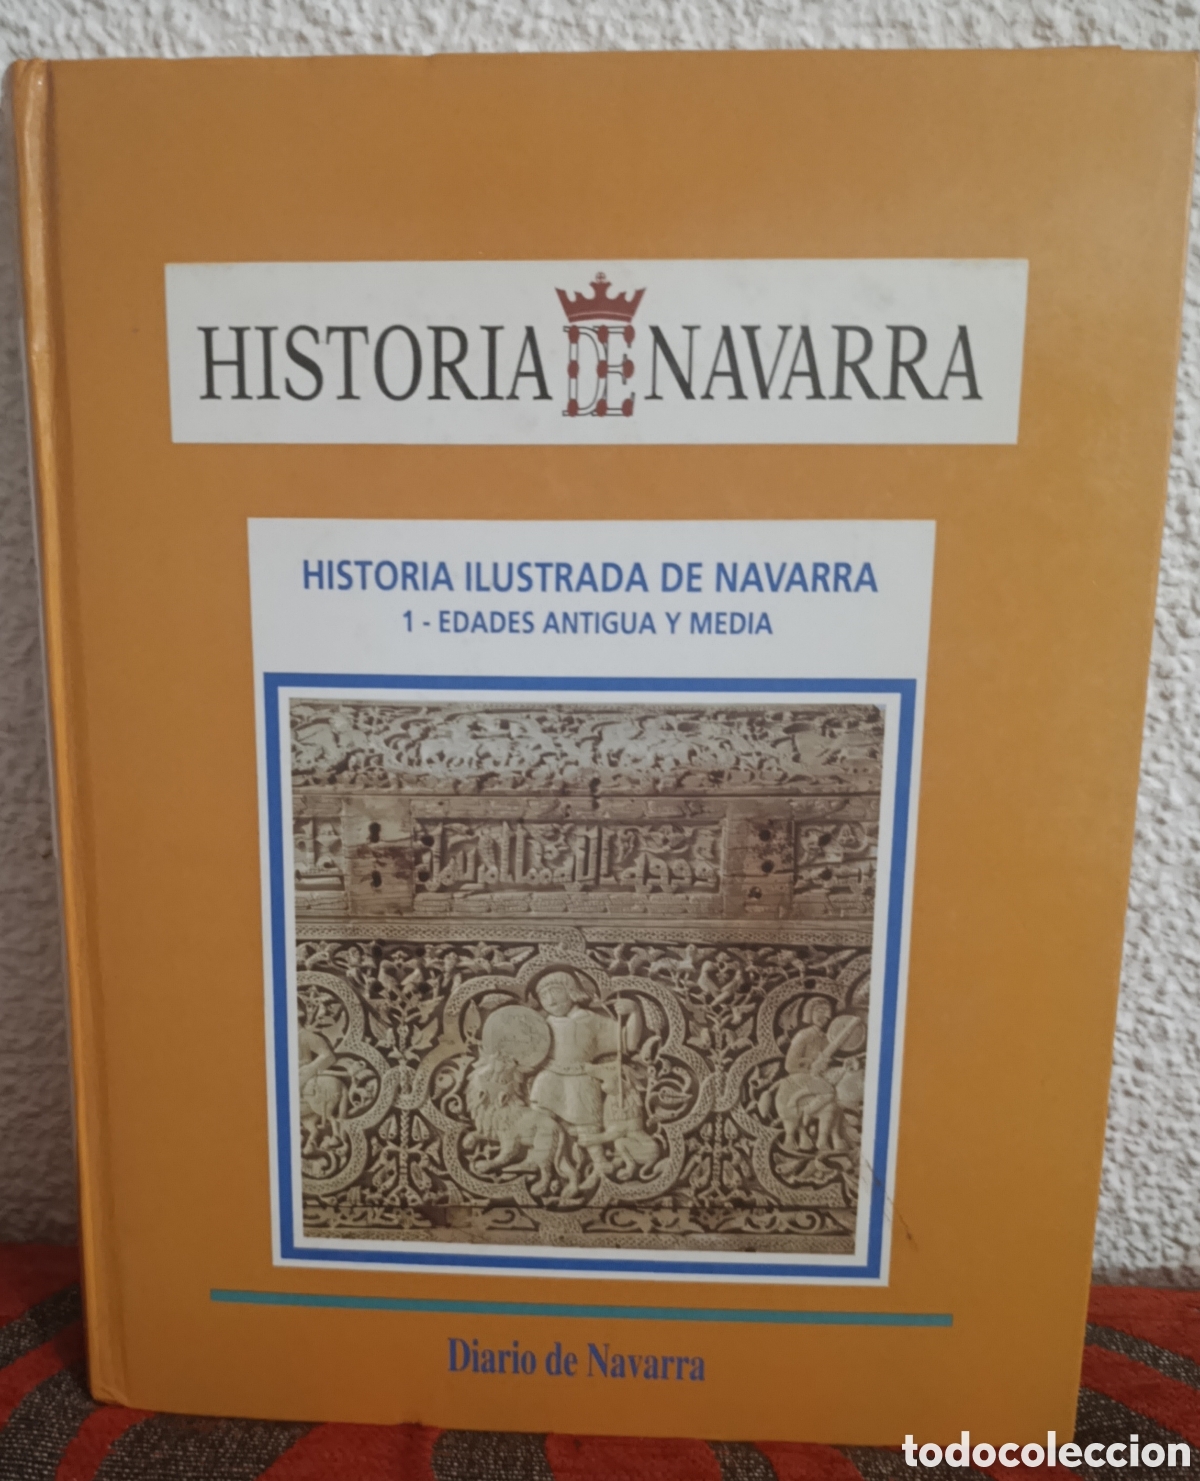 HISTORIA DE NAVARRA
HISTORIA ILUSTRADA DE NAVARRA
1 - EDADES ANTIGUA Y MEDIA
Diario de Navarra
todocoleccion